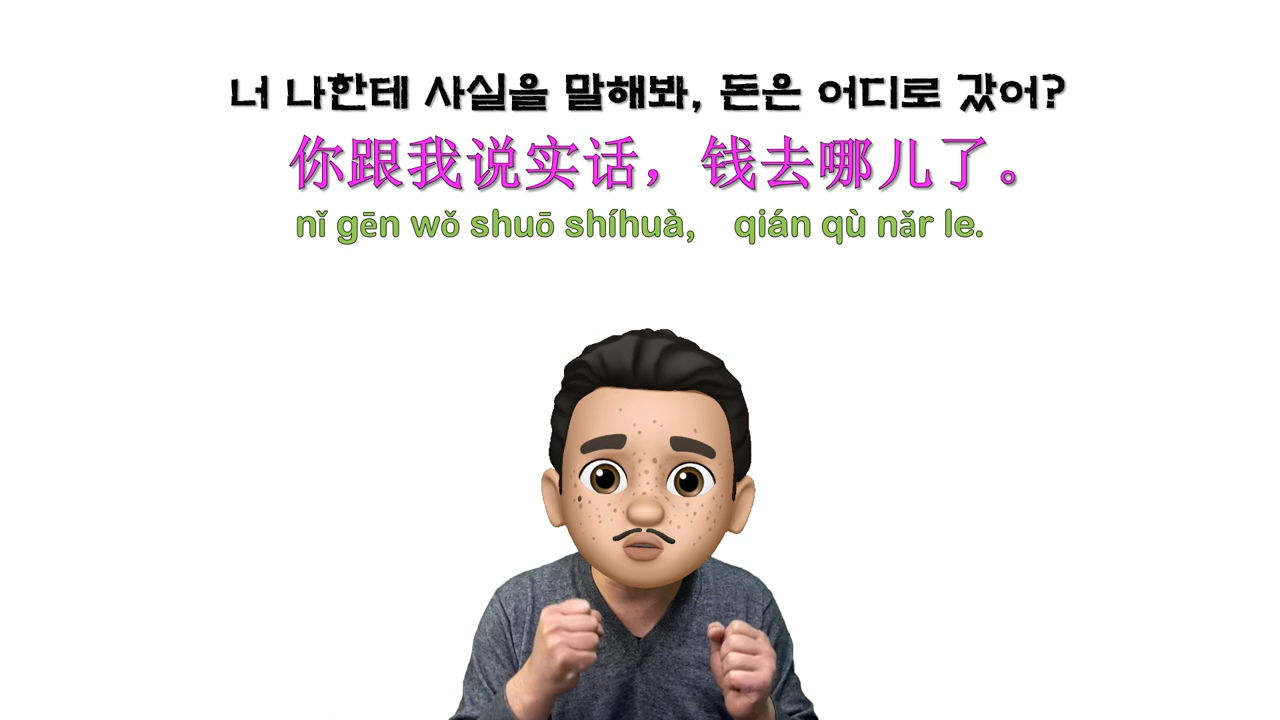 너 나한테 사실을 말해봐, 돈은 어디로 갔어?
你跟我说实话，钱去哪儿了。
nǐ gēn wǒ shuō shíhuà, qián qù nǎr le.